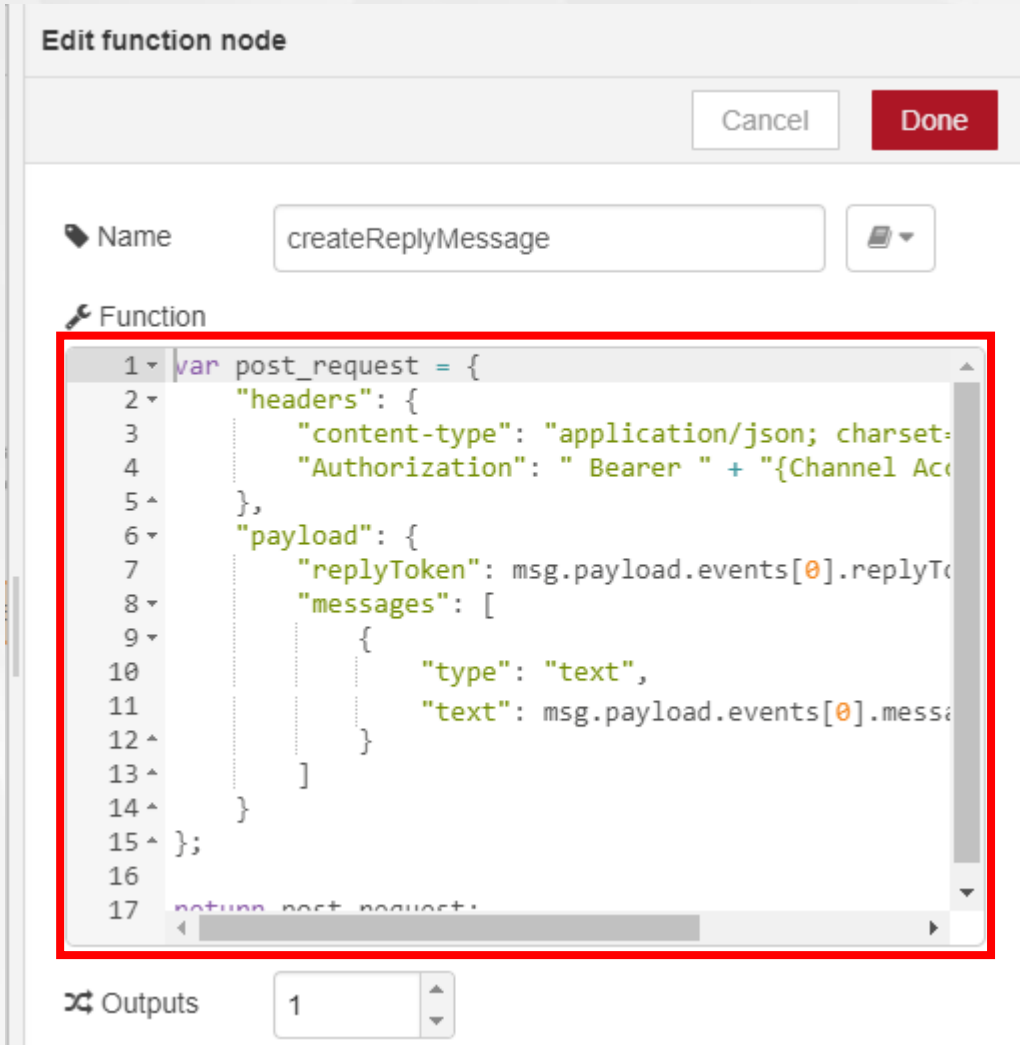 Edit function node
Cancel
Done
Name
createReplyMessage
Function
1 var post_request = {
2 "headers": {
3 "content-type": "application/json; charset=
4 "Authorization": " Bearer " + "{Channel Acc
5 },
6 "payload": {
7 "replyToken": msg.payload.events[0].replyTo
8 "messages": [
9 {
10 "type": "text",
11 "text": msg.payload.events[0].messa
12 }
13 ]
14 }
15 };
16
17 return post_request;
Outputs
1